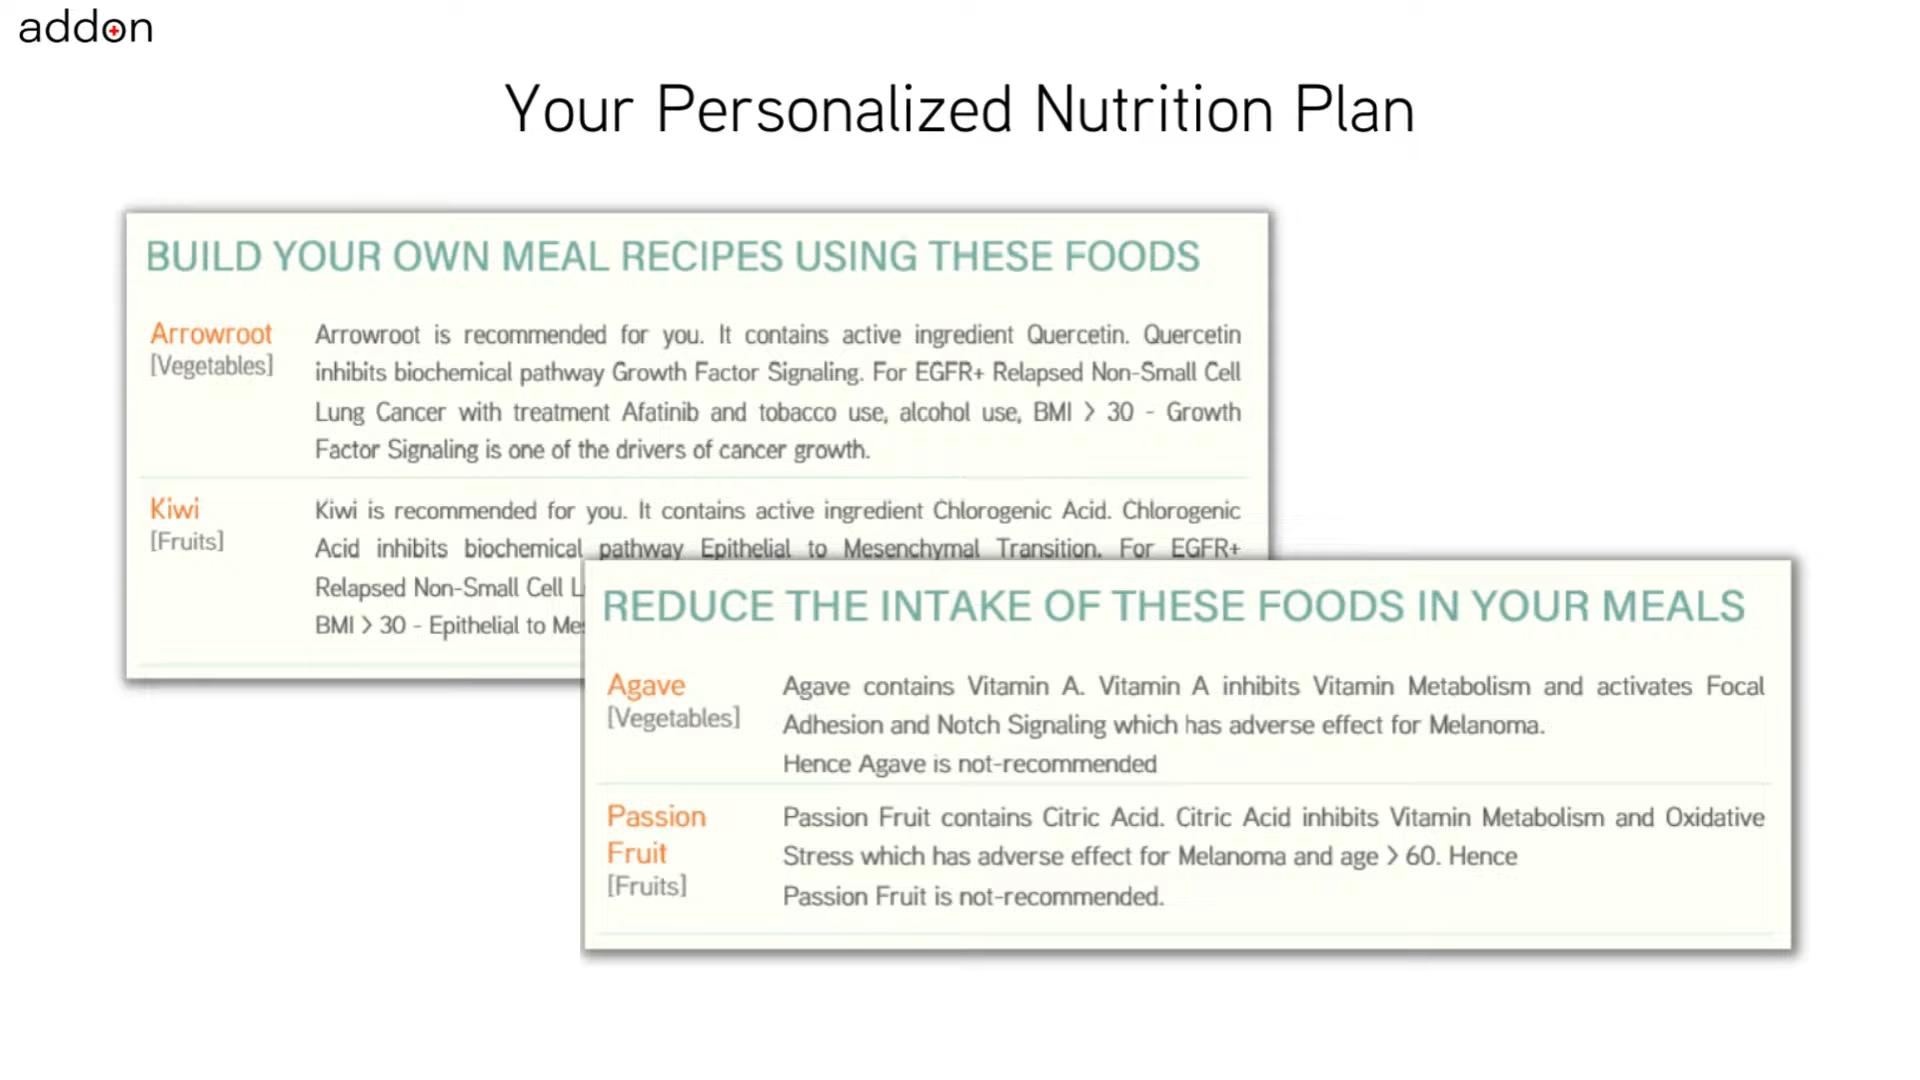 addon
Your Personalized Nutrition Plan
BUILD YOUR OWN MEAL RECIPES USING THESE FOODS
Arrowroot
[Vegetables]
Arrowroot is recommended for you. It contains active ingredient Quercetin. Quercetin
inhibits biochemical pathway Growth Factor Signaling. For EGFR+ Relapsed Non-Small Cell
Lung Cancer with treatment Afatinib and tobacco use, alcohol use, BMI > 30 - Growth
Factor Signaling is one of the drivers of cancer growth.
Kiwi
[Fruits]
Kiwi is recommended for you. It contains active ingredient Chlorogenic Acid. Chlorogenic
Acid inhibits biochemical pathway Epithelial to Mesenchymal Transition. For EGFR+
Relapsed Non-Small Cell
BMI > 30 - Epithelial to
REDUCE THE INTAKE OF THESE FOODS IN YOUR MEALS
Agave
[Vegetables]
Agave contains Vitamin A. Vitamin A inhibits Vitamin Metabolism and activates Focal
Adhesion and Notch Signaling which has adverse effect for Melanoma.
Hence Agave is not-recommended
Passion
Fruit
[Fruits]
Passion Fruit contains Citric Acid. Citric Acid inhibits Vitamin Metabolism and Oxidative
Stress which has adverse effect for Melanoma and age > 60. Hence
Passion Fruit is not-recommended.